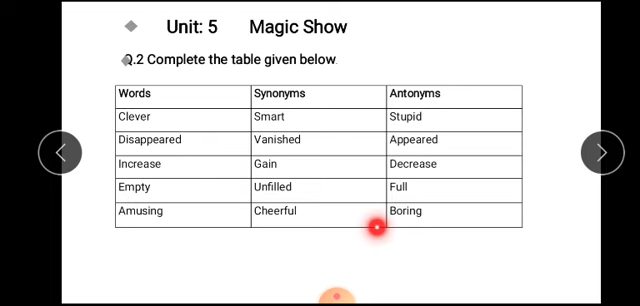 Unit: 5 Magic Show
Q.2 Complete the table given below.
Words Synonyms Antonyms
Clever Smart Stupid
Disappeared Vanished Appeared
Increase Gain Decrease
Empty Unfilled Full
Amusing Cheerful Boring